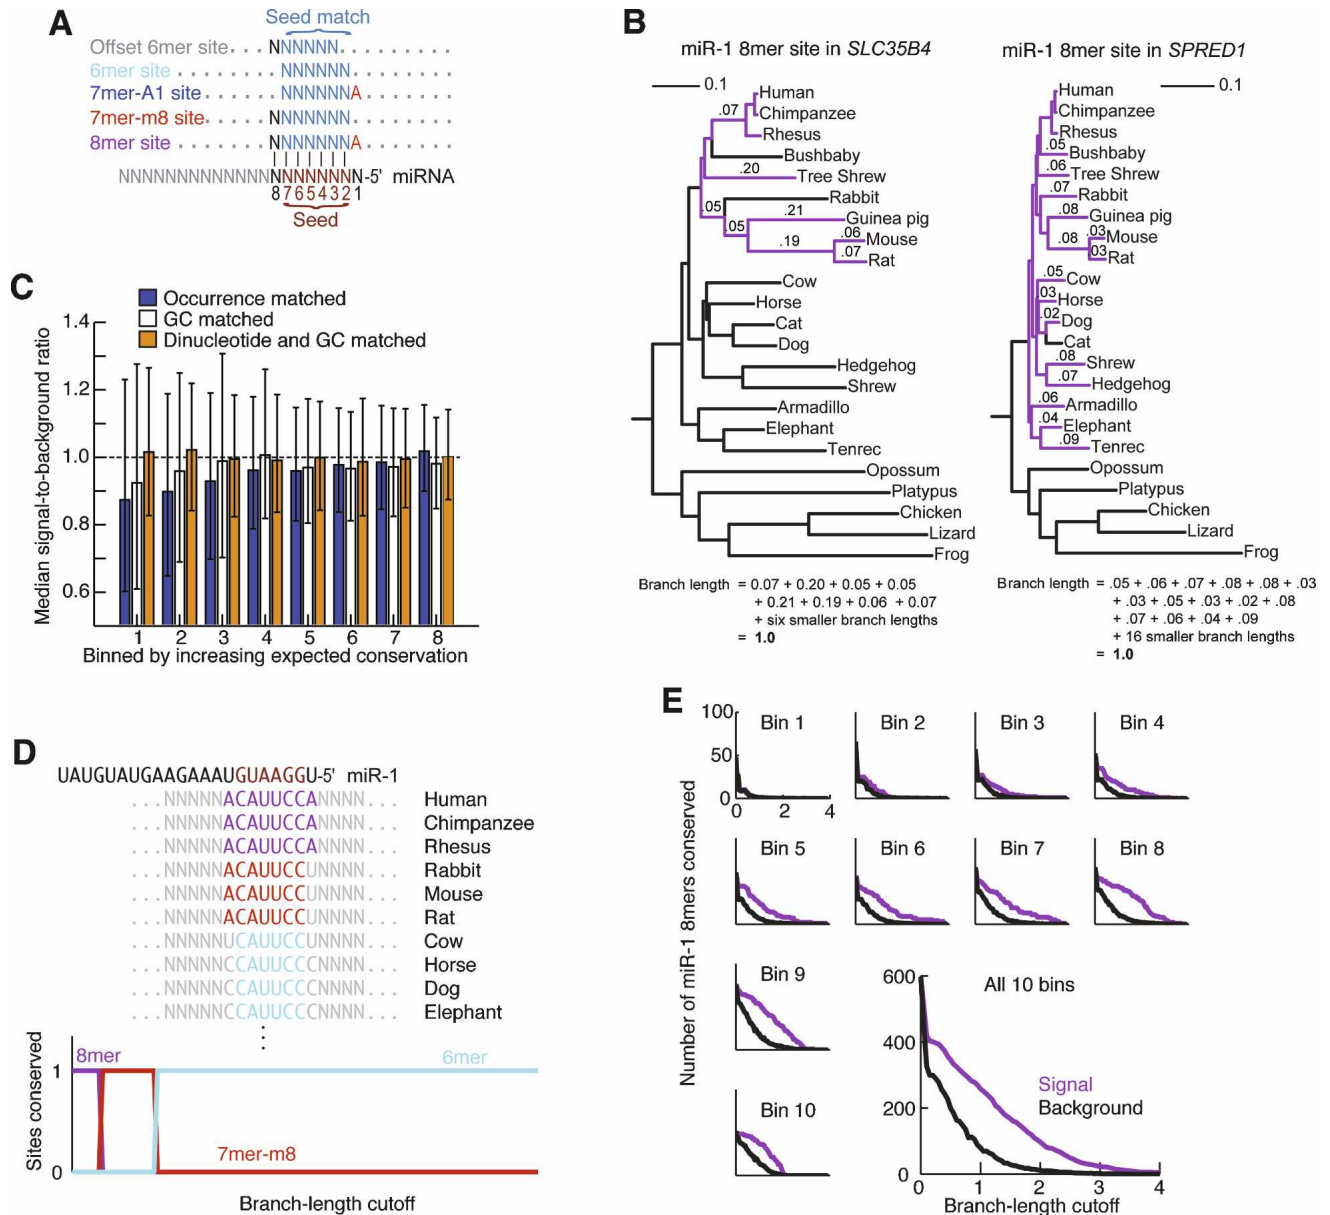 A
Seed match
Offset 6mer site. . . NNNNNN. . . . . . . . . .
6mer site . . . . . . . . NNNNNN . . . . . . . . .
7mer-A1 site. . . . . . NNNNNNA. . . . . . . .
7mer-m8 site. . . . . . NNNNNNN . . . . . . . . .
8mer site . . . . . . . . NNNNNNNA. . . . . . . .
NNNNNNNNNNNNNNNNNNNNN-5' miRNA
8 7 6 5 4 3 2 1
Seed
B
miR-1 8mer site in SLC35B4
0.1
Human
.07
Chimpanzee
Rhesus
Bushbaby
.20
Tree Shrew
Rabbit
.05
.21
Guinea pig
.05
.06
Mouse
.19
.07
Rat
Cow
Horse
Cat
Dog
Hedgehog
Shrew
Armadillo
Elephant
Tenrec
Opossum
Platypus
Chicken
Lizard
Frog
Branch length = 0.07 + 0.20 + 0.05 + 0.05
+ 0.21 + 0.19 + 0.06 + 0.07
+ six smaller branch lengths
= 1.0
miR-1 8mer site in SPRED1
0.1
Human
Chimpanzee
Rhesus
.05
Bushbaby
.06
Tree Shrew
.07
Rabbit
.08
Guinea pig
.03
Mouse
.08
.03
Rat
.05
Cow
.03
Horse
.02
Dog
Cat
.08
Shrew
.07
Hedgehog
.06
Armadillo
.04
Elephant
.09
Tenrec
Opossum
Platypus
Chicken
Lizard
Frog
Branch length = .05 + .06 + .07 + .08 + .08 + .03
+ .03 + .05 + .03 + .02 + .08
+ .07 + .06 + .04 + .09
+ 16 smaller branch lengths
= 1.0
C
Occurrence matched
GC matched
Dinucleotide and GC matched
Median signal-to-background ratio
1.4
1.2
1.0
0.8
0.6
1 2 3 4 5 6 7 8
Binned by increasing expected conservation
D
UAUGUAUGAAGAAAUGUAAGGU-5' miR-1
. . . NNNNNACAUUCCANNNN. . . Human
. . . NNNNNACAUUCCANNNN. . . Chimpanzee
. . . NNNNNACAUUCCANNNN. . . Rhesus
. . . NNNNNACAUUCCUNNNN. . . Rabbit
. . . NNNNNACAUUCCUNNNN. . . Mouse
. . . NNNNNACAUUCCUNNNN. . . Rat
. . . NNNNNUCAUUCCUNNNN. . . Cow
. . . NNNNNCCAUUCCCNNNN. . . Horse
. . . NNNNNCCAUUCCCNNNN. . . Dog
. . . NNNNNCCAUUCCCNNNN. . . Elephant
Sites conserved
8mer
6mer
1
7mer-m8
0
Branch-length cutoff
E
Number of miR-1 8mers conserved
100
50
0
0 2 4
Bin 1
Bin 2
Bin 3
Bin 4
Bin 5
Bin 6
Bin 7
Bin 8
Bin 9
Bin 10
All 10 bins
600
400
200
0
Signal
Background
0 1 2 3 4
Branch-length cutoff